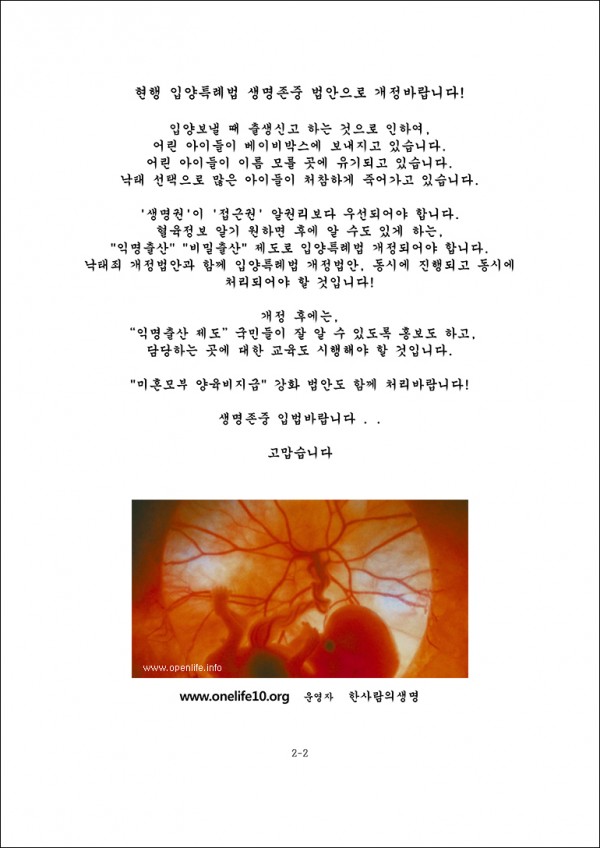 현행 입양특례법 생명존중 법안으로 개정바랍니다!
입양보낼 때 출생신고 하는 것으로 인하여,
어린 아이들이 베이비박스에 보내지고 있습니다.
어린 아이들이 이름 모를 곳에 유기되고 있습니다.
낙태 선택으로 많은 아이들이 처참하게 죽어가고 있습니다.
'생명권'이 '접근권' 알권리보다 우선되어야 합니다.
혈육정보 알기 원하면 후에 알 수도 있게 하는,
"익명출산" "비밀출산" 제도로 입양특례법 개정되어야 합니다.
낙태죄 개정법안과 함께 입양특례법 개정법안, 동시에 진행되고 동시에
처리되어야 할 것입니다!
개정 후에는,
"익명출산 제도" 국민들이 잘 알 수 있도록 홍보도 하고,
담당하는 곳에 대한 교육도 시행해야 할 것입니다.
"미혼모부 양육비지급" 강화 법안도 함께 처리바랍니다!
생명존중 입법바랍니다 . .
고맙습니다
www.openlife.info
www.onelife10.org 운영자 한사람의생명
2-2